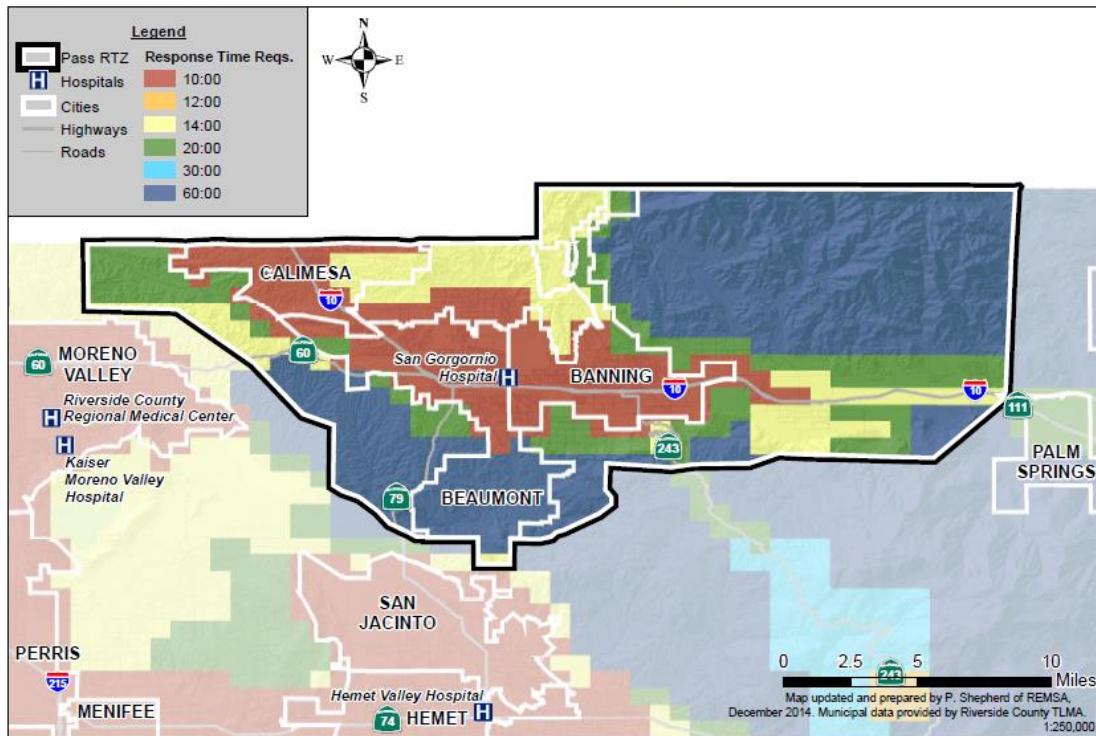 Legend
Pass RTZ
Hospitals
Cities
Highways
Roads
Response Time Reqs.
10:00
12:00
14:00
20:00
30:00
60:00
N
W
E
S
H
CALIMESA
10
60
San Gorgornio
Hospital
H
BANNING
10
10
111
243
PALM
SPRINGS
79
BEAUMONT
60
MORENO
VALLEY
H
Riverside County
Regional Medical Center
H
Kaiser
Moreno Valley
Hospital
SAN
JACINTO
PERRIS
215
MENIFEE
Hemet Valley Hospital
H
74
HEMET
243
0 2.5 5 10
Miles
Map updated and prepared by P. Shepherd of REMSA,
December 2014. Municipal data provided by Riverside County TLMA.
1:250,000